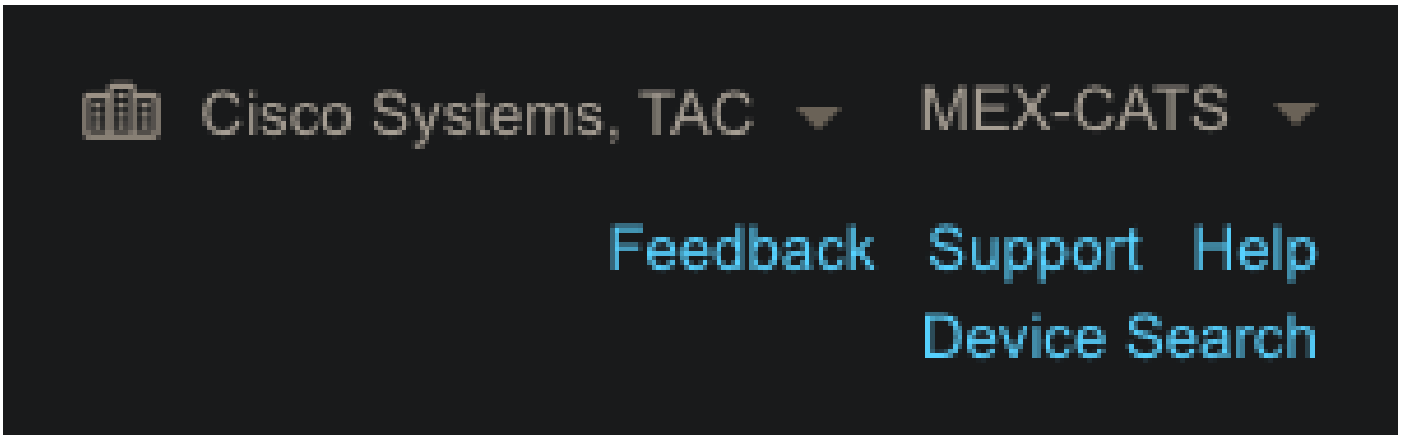 Cisco Systems, TAC MEX-CATS
Feedback Support Help
Device Search